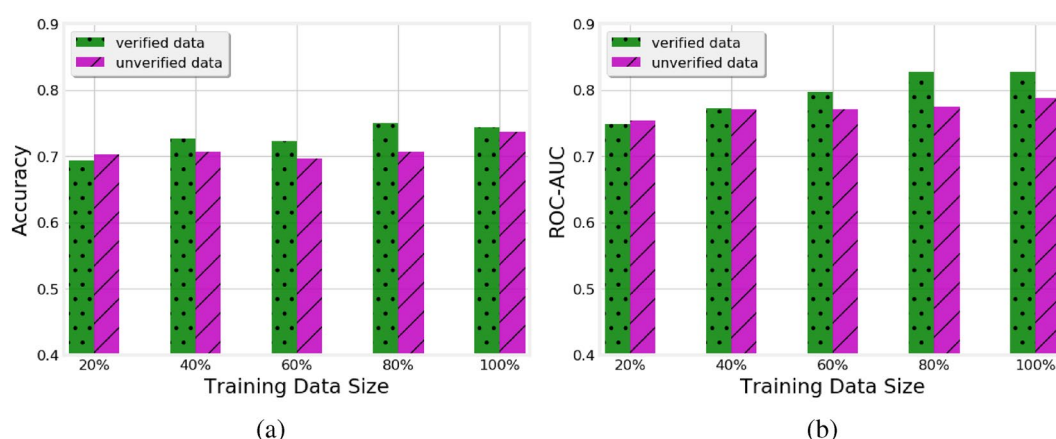 0.9
verified data
unverified data
0.8
0.7
0.6
0.5
0.4
Accuracy
20% 40% 60% 80% 100%
Training Data Size
(a)
0.9
verified data
unverified data
0.8
0.7
0.6
0.5
0.4
ROC-AUC
20% 40% 60% 80% 100%
Training Data Size
(b)